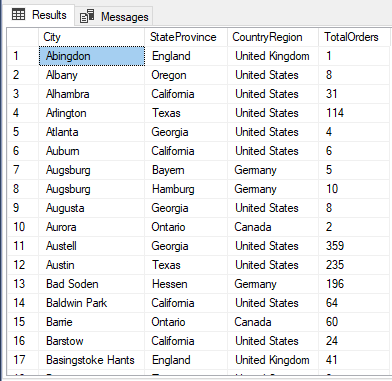 Results Messages
City StateProvince CountryRegion TotalOrders
1 Abingdon England United Kingdom 1
2 Albany Oregon United States 8
3 Alhambra California United States 31
4 Arlington Texas United States 114
5 Atlanta Georgia United States 4
6 Auburn California United States 6
7 Augsburg Bayern Germany 5
8 Augsburg Hamburg Germany 10
9 Augusta Georgia United States 8
10 Aurora Ontario Canada 2
11 Austell Georgia United States 359
12 Austin Texas United States 235
13 Bad Soden Hessen Germany 196
14 Baldwin Park California United States 64
15 Barrie Ontario Canada 60
16 Barstow California United States 24
17 Basingstoke Hants England United Kingdom 41